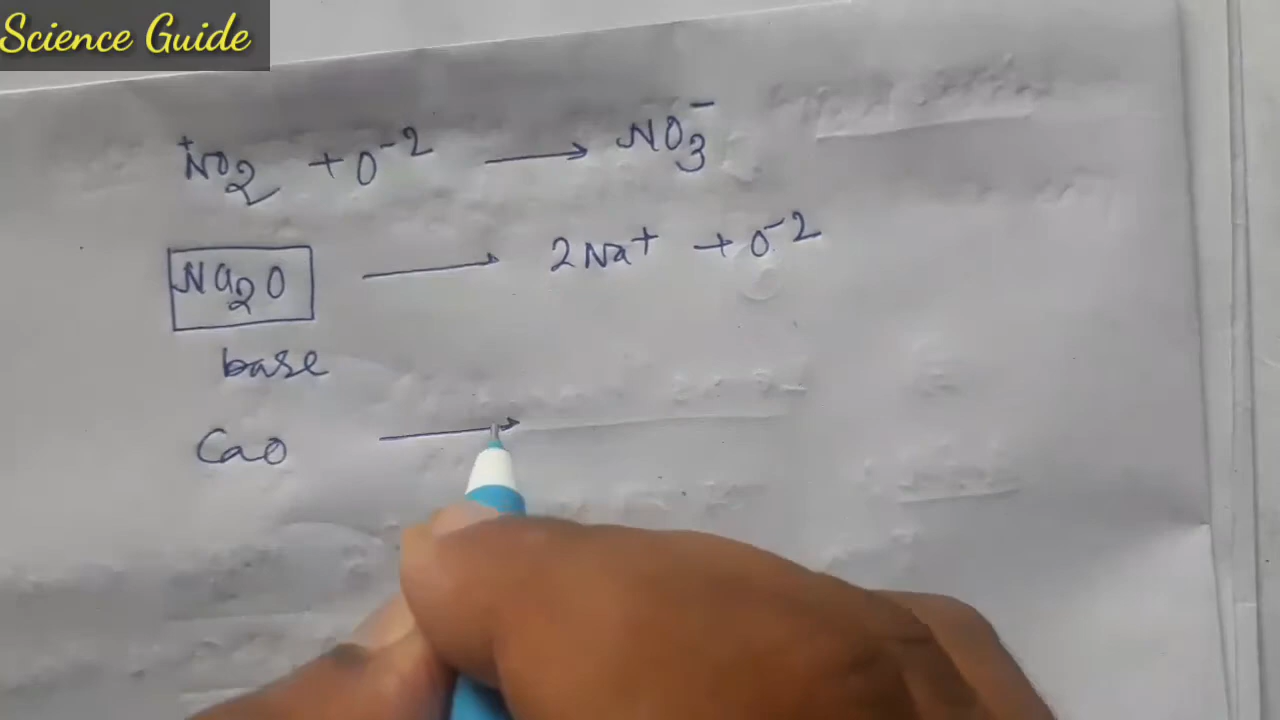 Science Guide
⁺NO₂ + O⁻² → NO₃⁻
Na₂O → 2Na⁺ + O⁻²
base
CaO →